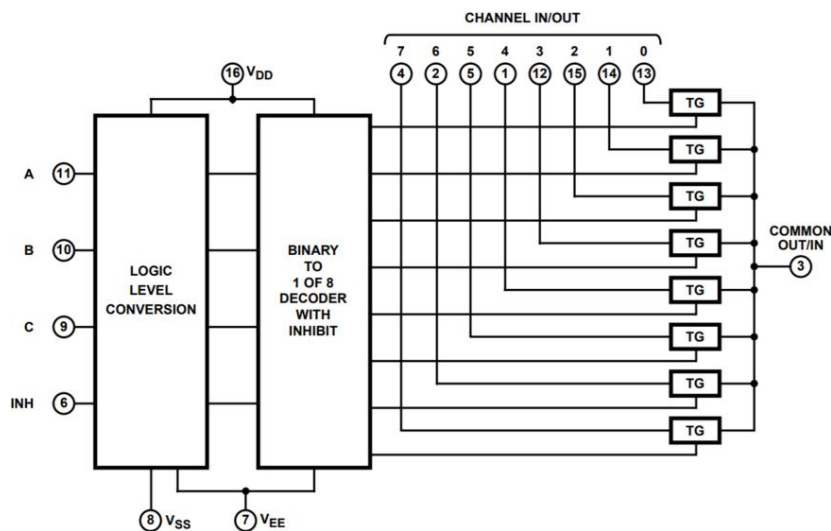 CHANNEL IN/OUT
7 6 5 4 3 2 1 0
4 2 5 1 12 15 14 13
16 VDD
TG
TG
A 11
TG
COMMON
OUT/IN
B 10
TG
3
LOGIC
LEVEL
CONVERSION
BINARY
TO
1 OF 8
DECODER
WITH
INHIBIT
TG
C 9
TG
INH 6
TG
TG
8 VSS
7 VEE